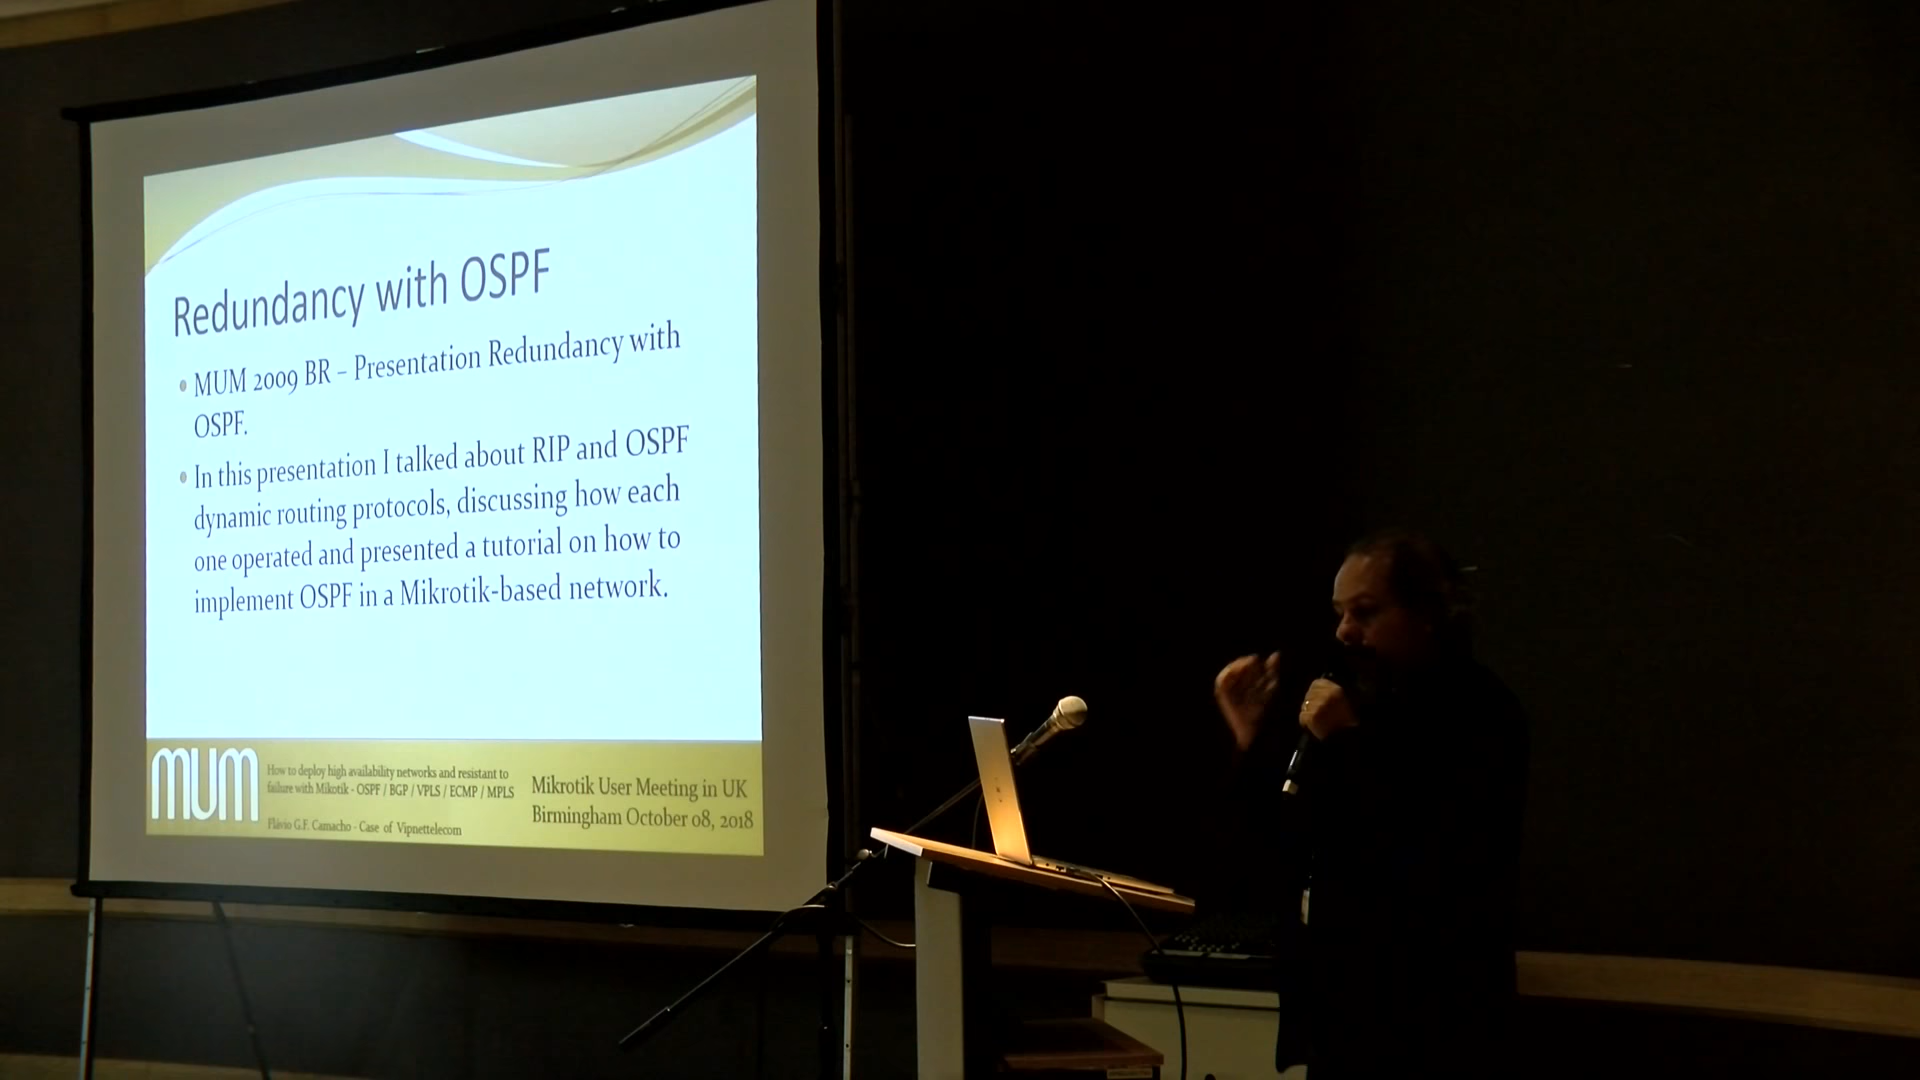 Redundancy with OSPF
• MUM 2009 BR – Presentation Redundancy with
OSPF.
• In this presentation I talked about RIP and OSPF
dynamic routing protocols, discussing how each
one operated and presented a tutorial on how to
implement OSPF in a Mikrotik-based network.
mum
How to deploy high availability networks and resistant to
failure with Mikotik - OSPF / BGP / VPLS / ECMP / MPLS
Flávio G.F. Camacho - Case of Vipnettelecom
Mikrotik User Meeting in UK
Birmingham October 08, 2018